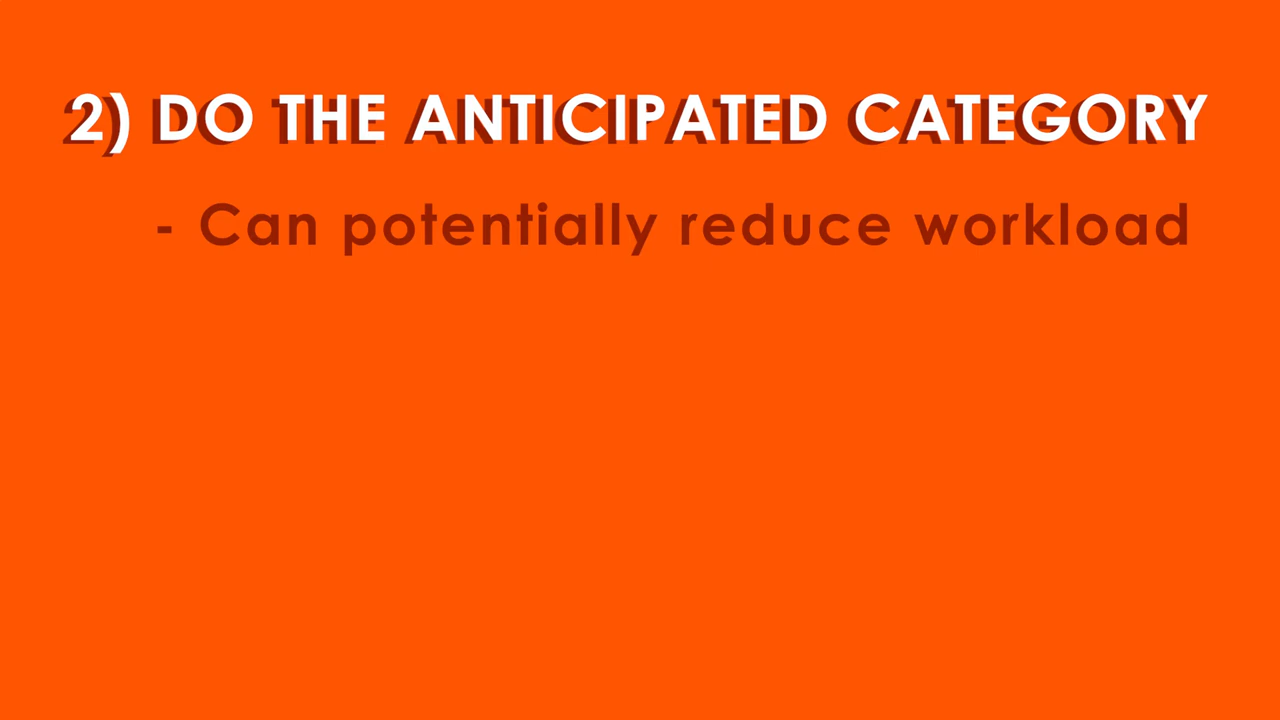 2) DO THE ANTICIPATED CATEGORY
- Can potentially reduce workload